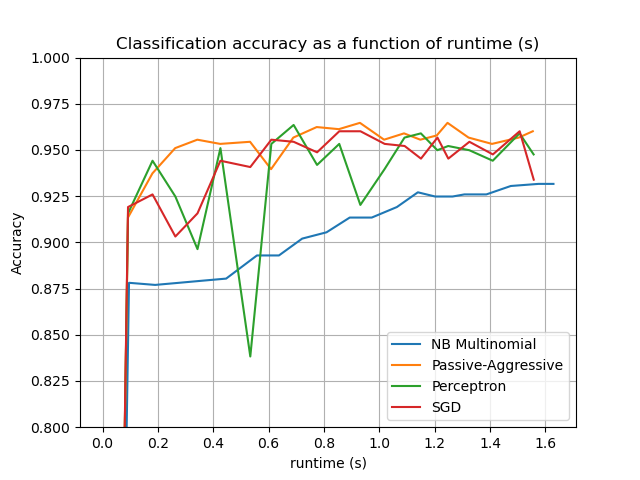 Classification accuracy as a function of runtime (s)
1.000
0.975
0.950
0.925
0.900
0.875
0.850
0.825
0.800
Accuracy
NB Multinomial
Passive-Aggressive
Perceptron
SGD
0.0 0.2 0.4 0.6 0.8 1.0 1.2 1.4 1.6
runtime (s)